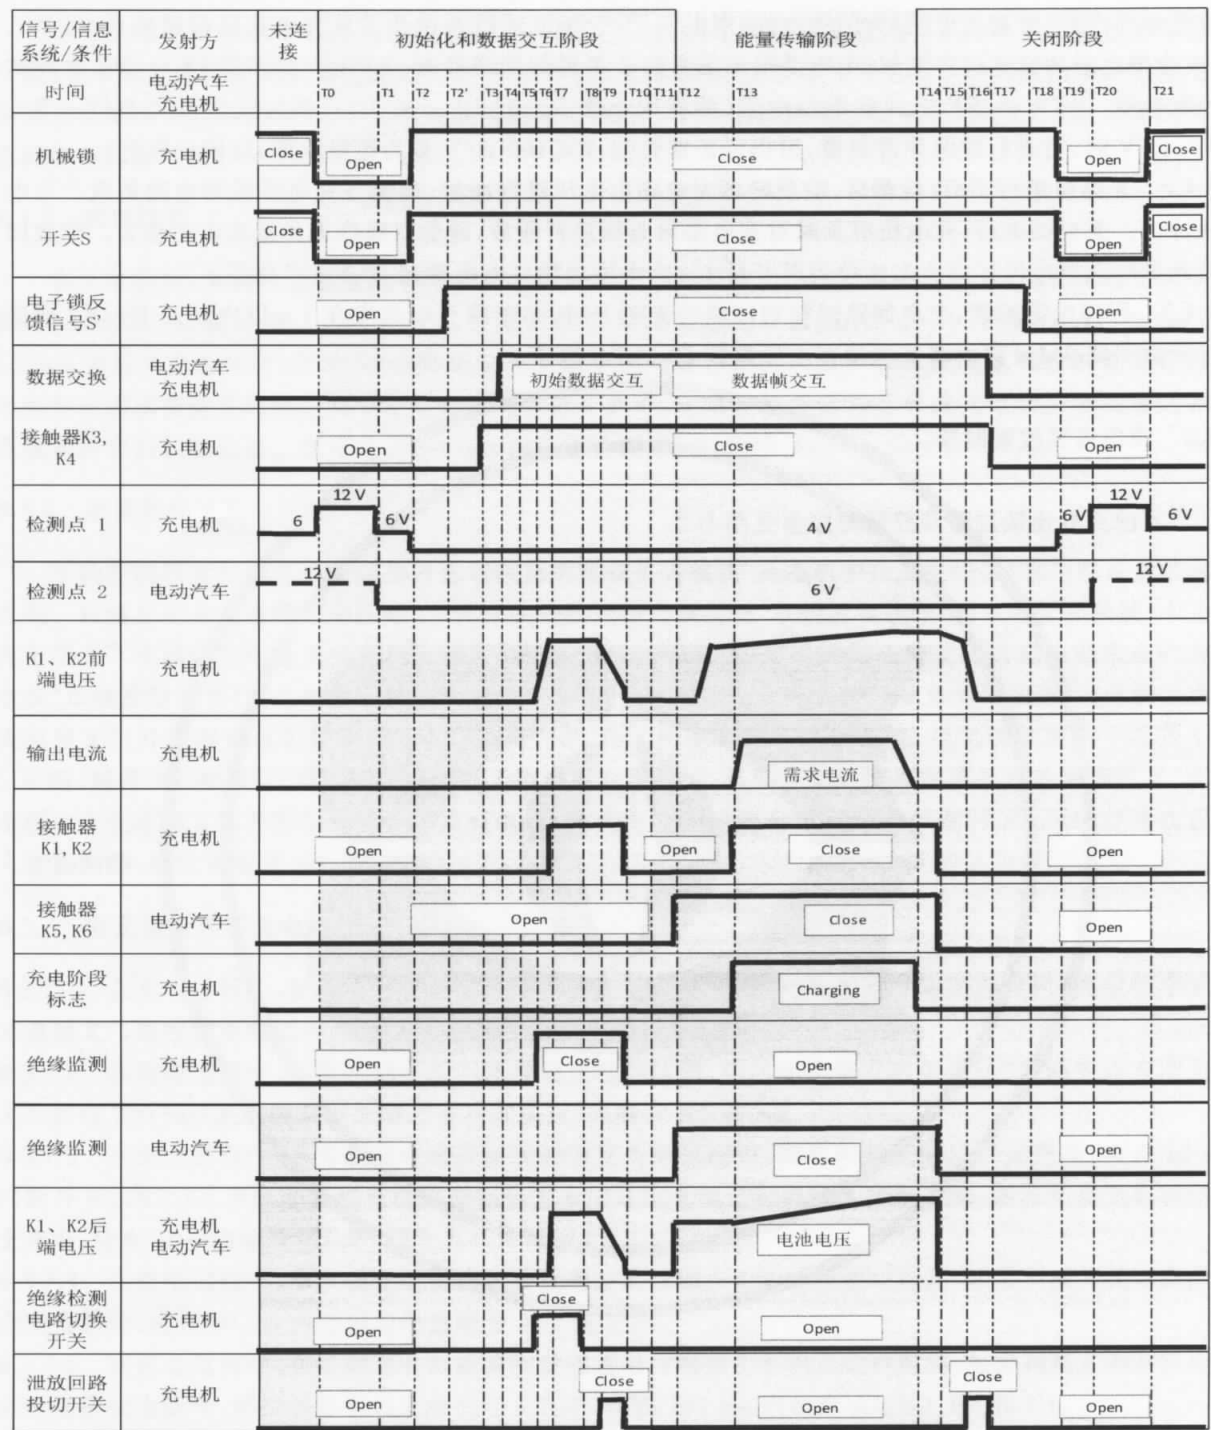 信号/信息
系统/条件
发射方
未连
接
初始化和数据交互阶段
能量传输阶段
关闭阶段
时间
电动汽车
充电机
T0 T1 T2 T2' T3 T4 T5 T6 T7 T8 T9 T10 T11 T12 T13 T14 T15 T16 T17 T18 T19 T20 T21
机械锁
充电机
Close Open Close Open Close
开关S
充电机
Close Open Close Open Close
电子锁反
馈信号S'
充电机
Open Close Open
数据交换
电动汽车
充电机
初始数据交互 数据帧交互
接触器K3,
K4
充电机
Open Close Open
检测点 1
充电机
6 12 V 6 V 4 V 6 V 12 V 6 V
检测点 2
电动汽车
12 V 6 V 12 V
K1、K2前
端电压
充电机
输出电流
充电机
需求电流
接触器
K1,K2
充电机
Open Open Close Open
接触器
K5,K6
电动汽车
Open Close Open
充电阶段
标志
充电机
Charging
绝缘监测
充电机
Open Close Open
绝缘监测
电动汽车
Open Close Open
K1、K2后
端电压
充电机
电动汽车
电池电压
绝缘检测
电路切换
开关
充电机
Open Close Open
泄放回路
投切开关
充电机
Open Close Open Close Open